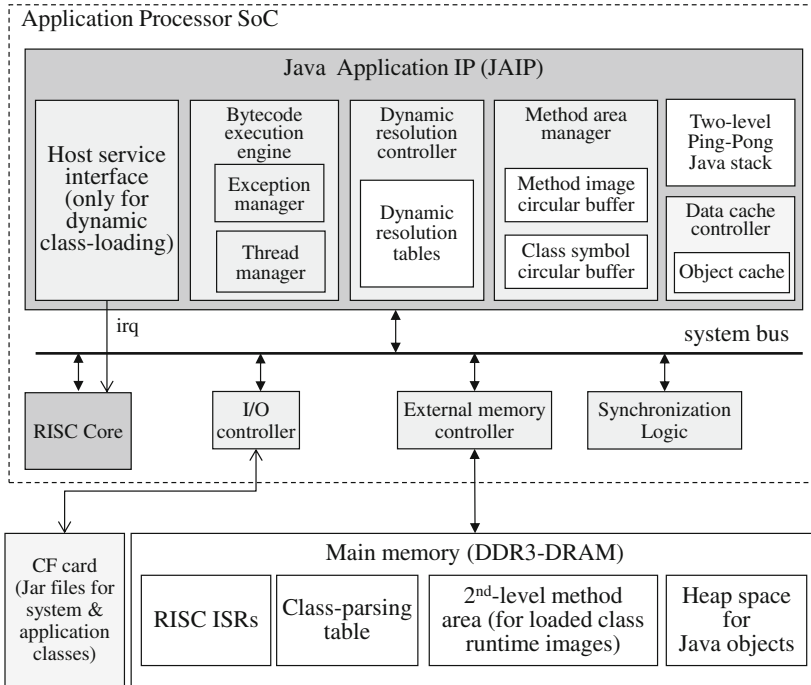 Application Processor SoC
Java Application IP (JAIP)
Host service
interface
(only for
dynamic
class-loading)
Bytecode
execution
engine
Exception
manager
Thread
manager
Dynamic
resolution
controller
Dynamic
resolution
tables
Method area
manager
Method image
circular buffer
Class symbol
circular buffer
Two-level
Ping-Pong
Java stack
Data cache
controller
Object cache
irq
system bus
RISC Core
I/O
controller
External memory
controller
Synchronization
Logic
CF card
(Jar files for
system &
application
classes)
Main memory (DDR3-DRAM)
RISC ISRs
Class-parsing
table
2nd-level method
area (for loaded class
runtime images)
Heap space
for
Java objects